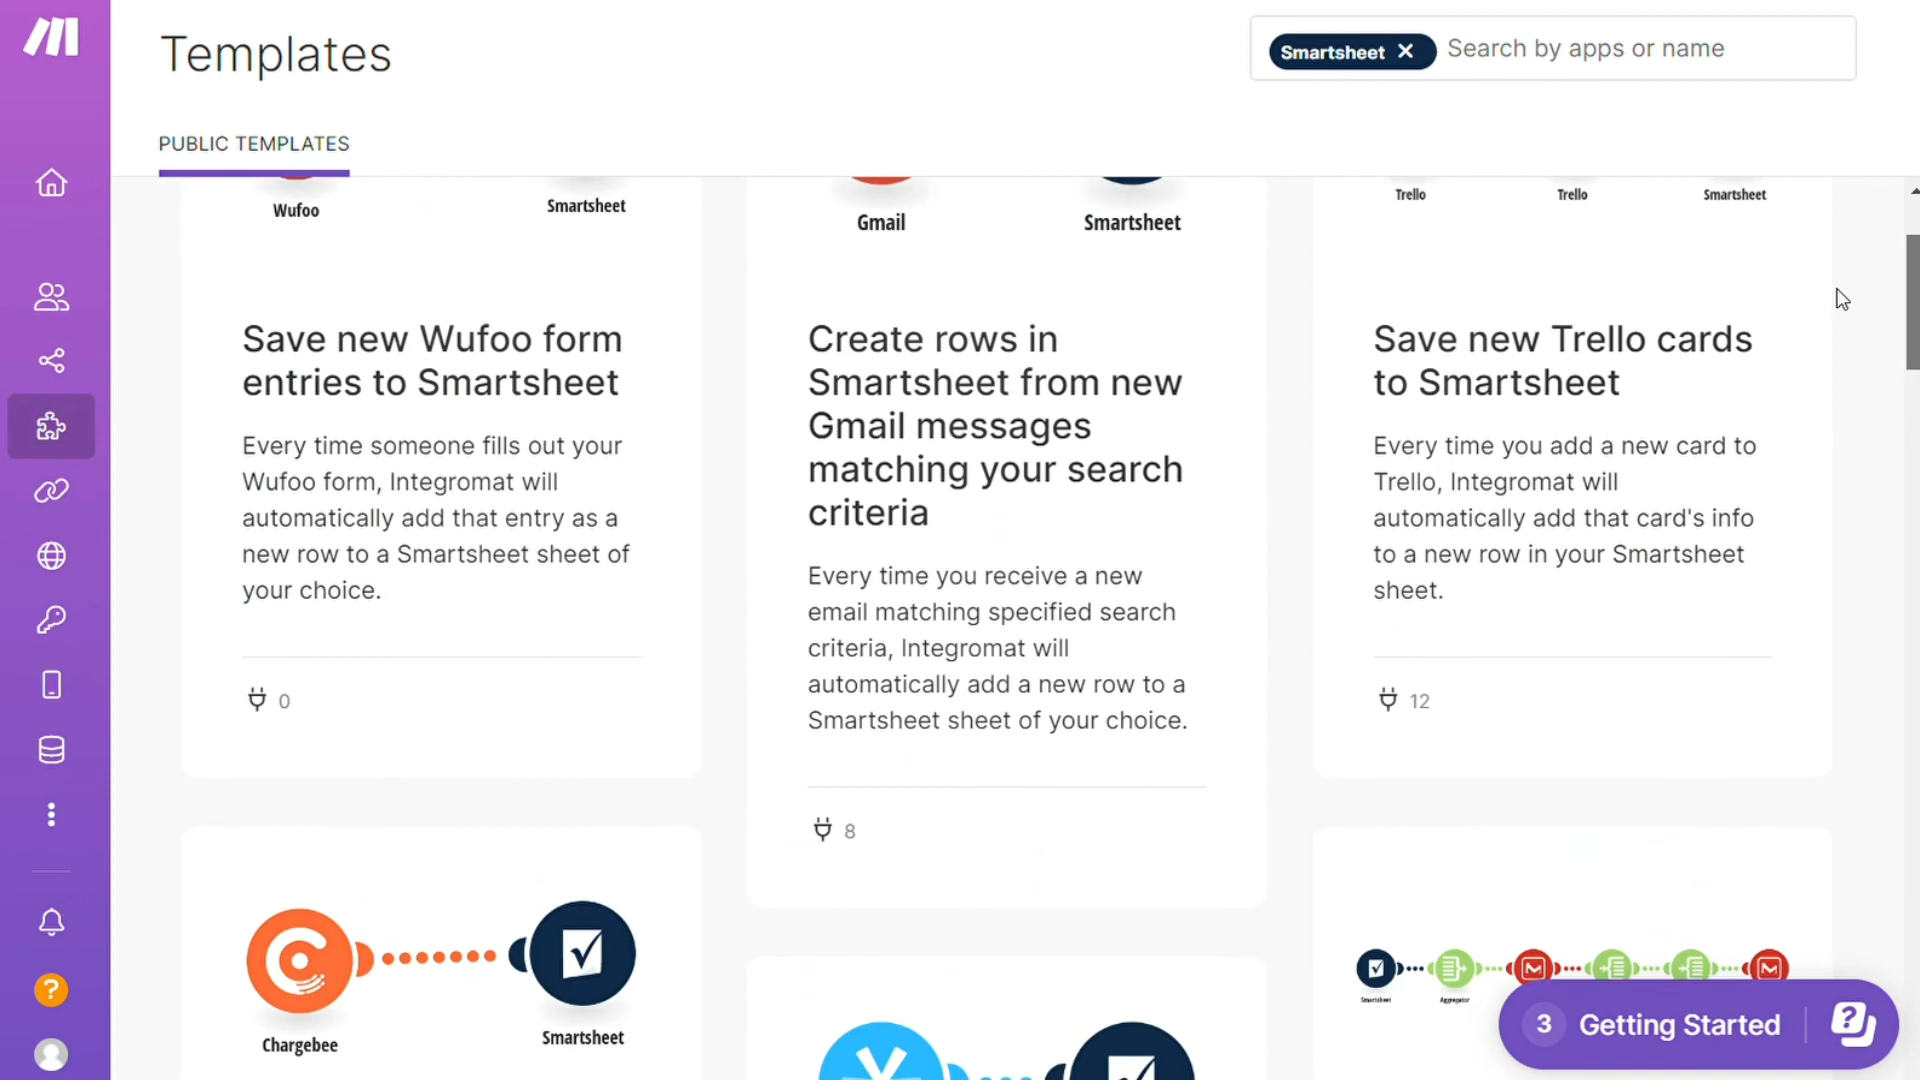 Templates
Smartsheet
Search by apps or name
PUBLIC TEMPLATES
Wufoo
Smartsheet
Gmail
Smartsheet
Trello
Trello
Smartsheet
Save new Wufoo form
entries to Smartsheet
Every time someone fills out your
Wufoo form, Integromat will
automatically add that entry as a
new row to a Smartsheet sheet of
your choice.
0
Create rows in
Smartsheet from new
Gmail messages
matching your search
criteria
Every time you receive a new
email matching specified search
criteria, Integromat will
automatically add a new row to a
Smartsheet sheet of your choice.
8
Save new Trello cards
to Smartsheet
Every time you add a new card to
Trello, Integromat will
automatically add that card's info
to a new row in your Smartsheet
sheet.
12
Chargebee
Smartsheet
Smartsheet
Aggregator
3 Getting Started